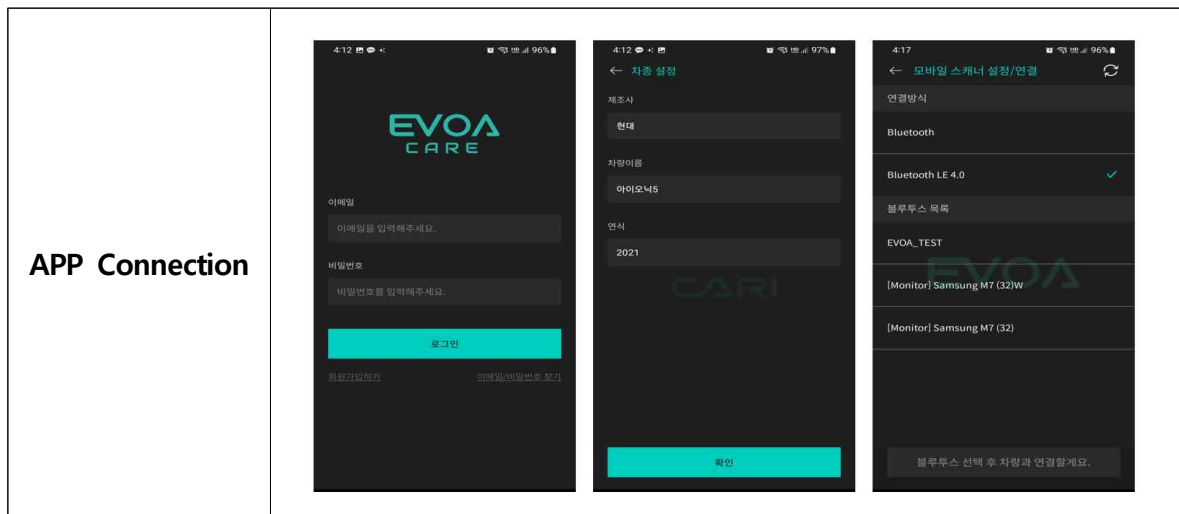 APP Connection
4:12
96%
EVOA
CARE
이메일
이메일을 입력해주세요.
비밀번호
비밀번호를 입력해주세요.
로그인
회원가입하기
이메일/비밀번호 찾기
4:12
97%
← 차종 설정
제조사
현대
차량이름
아이오닉5
연식
2021
CARI
확인
4:17
96%
← 모바일 스캐너 설정/연결
연결방식
Bluetooth
Bluetooth LE 4.0
블루투스 목록
EVOA_TEST
EVOA
[Monitor] Samsung M7 (32)W
[Monitor] Samsung M7 (32)
블루투스 선택 후 차량과 연결할게요.